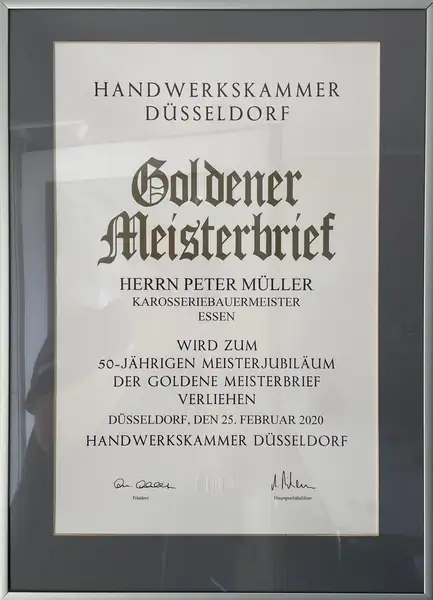 HANDWERKSKAMMER
DÜSSELDORF
Goldener
Meisterbrief
HERRN PETER MÜLLER
KAROSSERIEBAUERMEISTER
ESSEN
WIRD ZUM
50-JÄHRIGEN MEISTERJUBILÄUM
DER GOLDENE MEISTERBRIEF
VERLIEHEN
DÜSSELDORF, DEN 25. FEBRUAR 2020
HANDWERKSKAMMER DÜSSELDORF
Präsident
Hauptgeschäftsführer